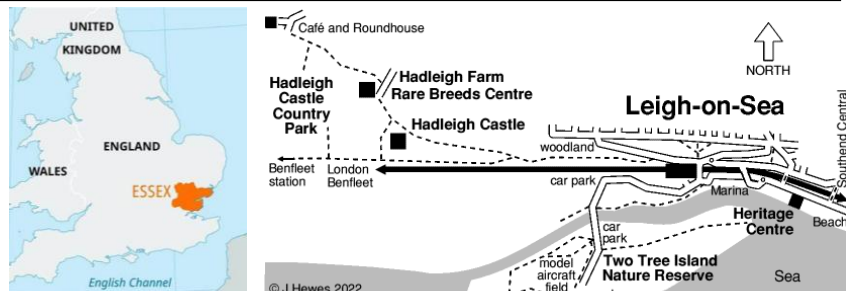 UNITED
KINGDOM
ENGLAND
WALES
ESSEX
English Channel
Café and Roundhouse
NORTH
Hadleigh
Castle
Country
Park
Hadleigh Farm
Rare Breeds Centre
Hadleigh Castle
Leigh-on-Sea
Southend Central
woodland
Benfleet
station
London
Benfleet
car park
Marina
Heritage
Centre
Beach
car
park
Two Tree Island
Nature Reserve
model
aircraft
field
Sea
© J Hewes 2022